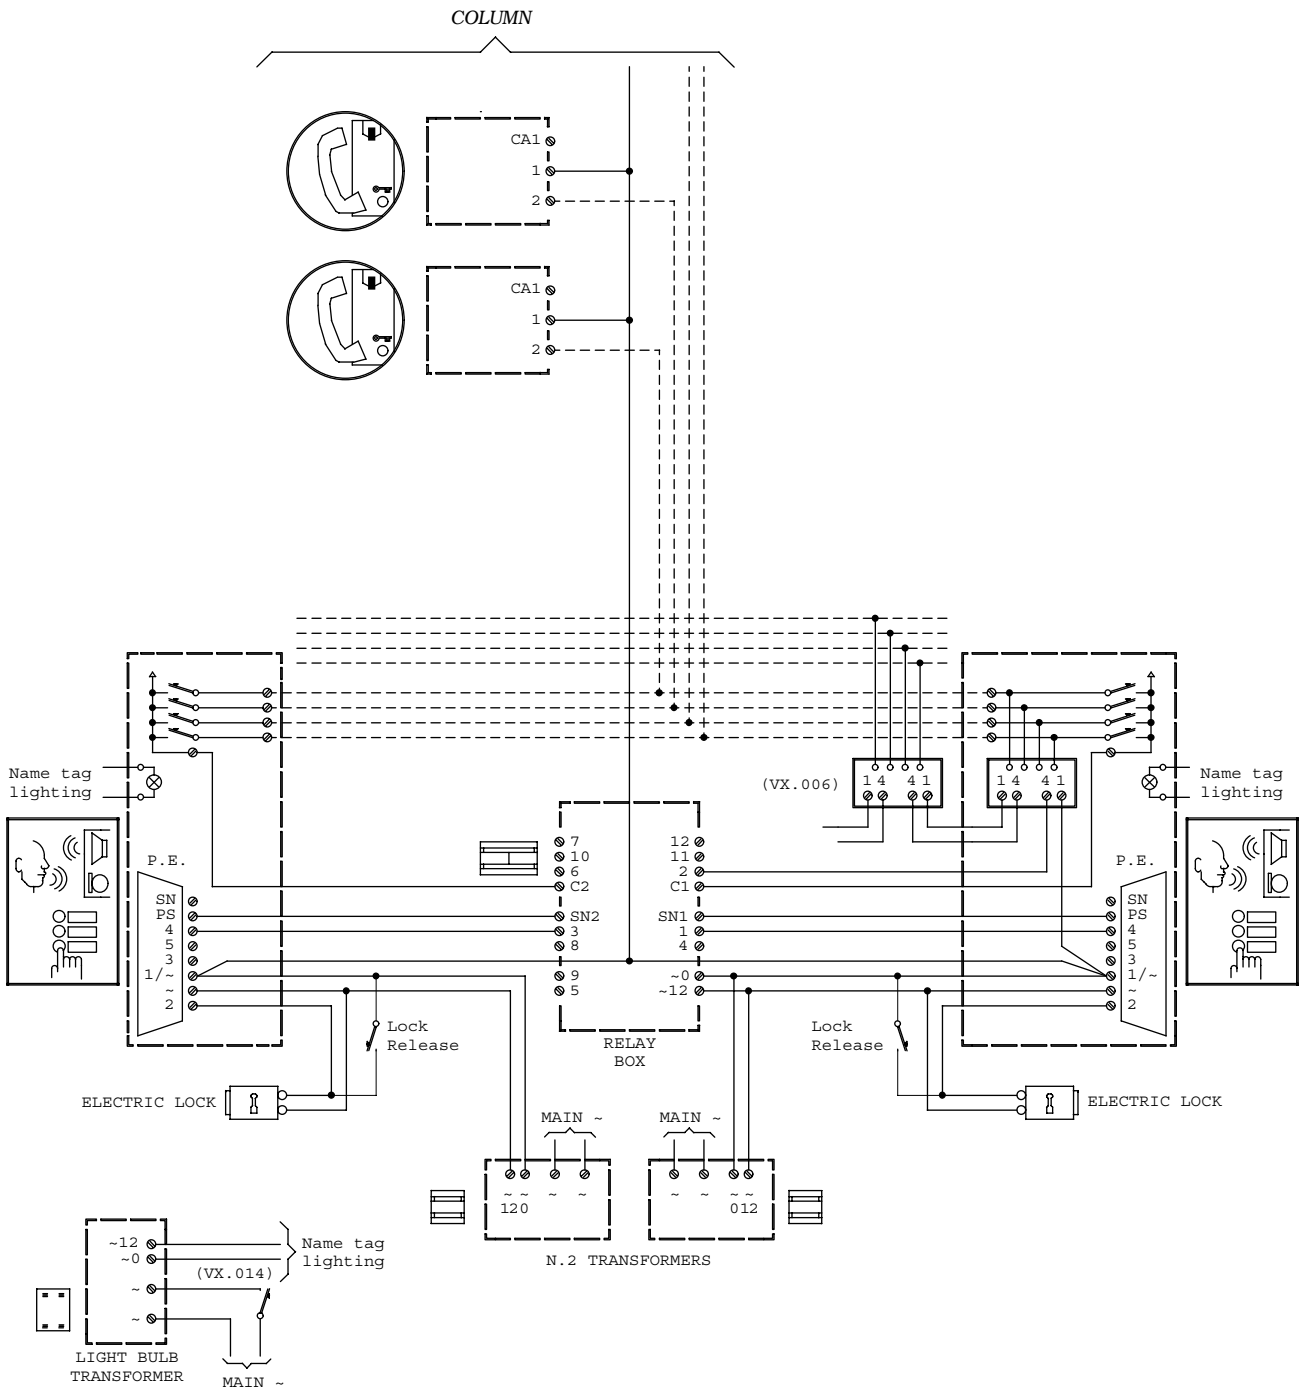 COLUMN
CA1
1
2
CA1
1
2
(VX.006)
1 4 4 1
1 4 4 1
Name tag
lighting
Name tag
lighting
P.E.
SN
PS
4
5
3
1/~
~
2
7
10
6
C2
SN2
3
8
9
5
12
11
2
C1
SN1
1
4
~0
~12
RELAY
BOX
P.E.
SN
PS
4
5
3
1/~
~
2
Lock
Release
Lock
Release
ELECTRIC LOCK
ELECTRIC LOCK
MAIN ~
MAIN ~
~ ~ ~ ~
120
~ ~ ~ ~
012
N.2 TRANSFORMERS
~12
~0
~
~
Name tag
lighting
(VX.014)
LIGHT BULB
TRANSFORMER
MAIN ~